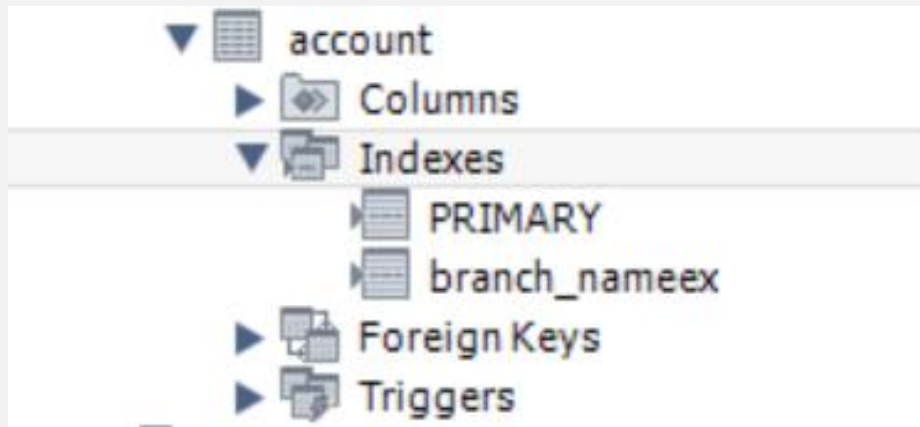 account
Columns
Indexes
PRIMARY
branch_nameex
Foreign Keys
Triggers